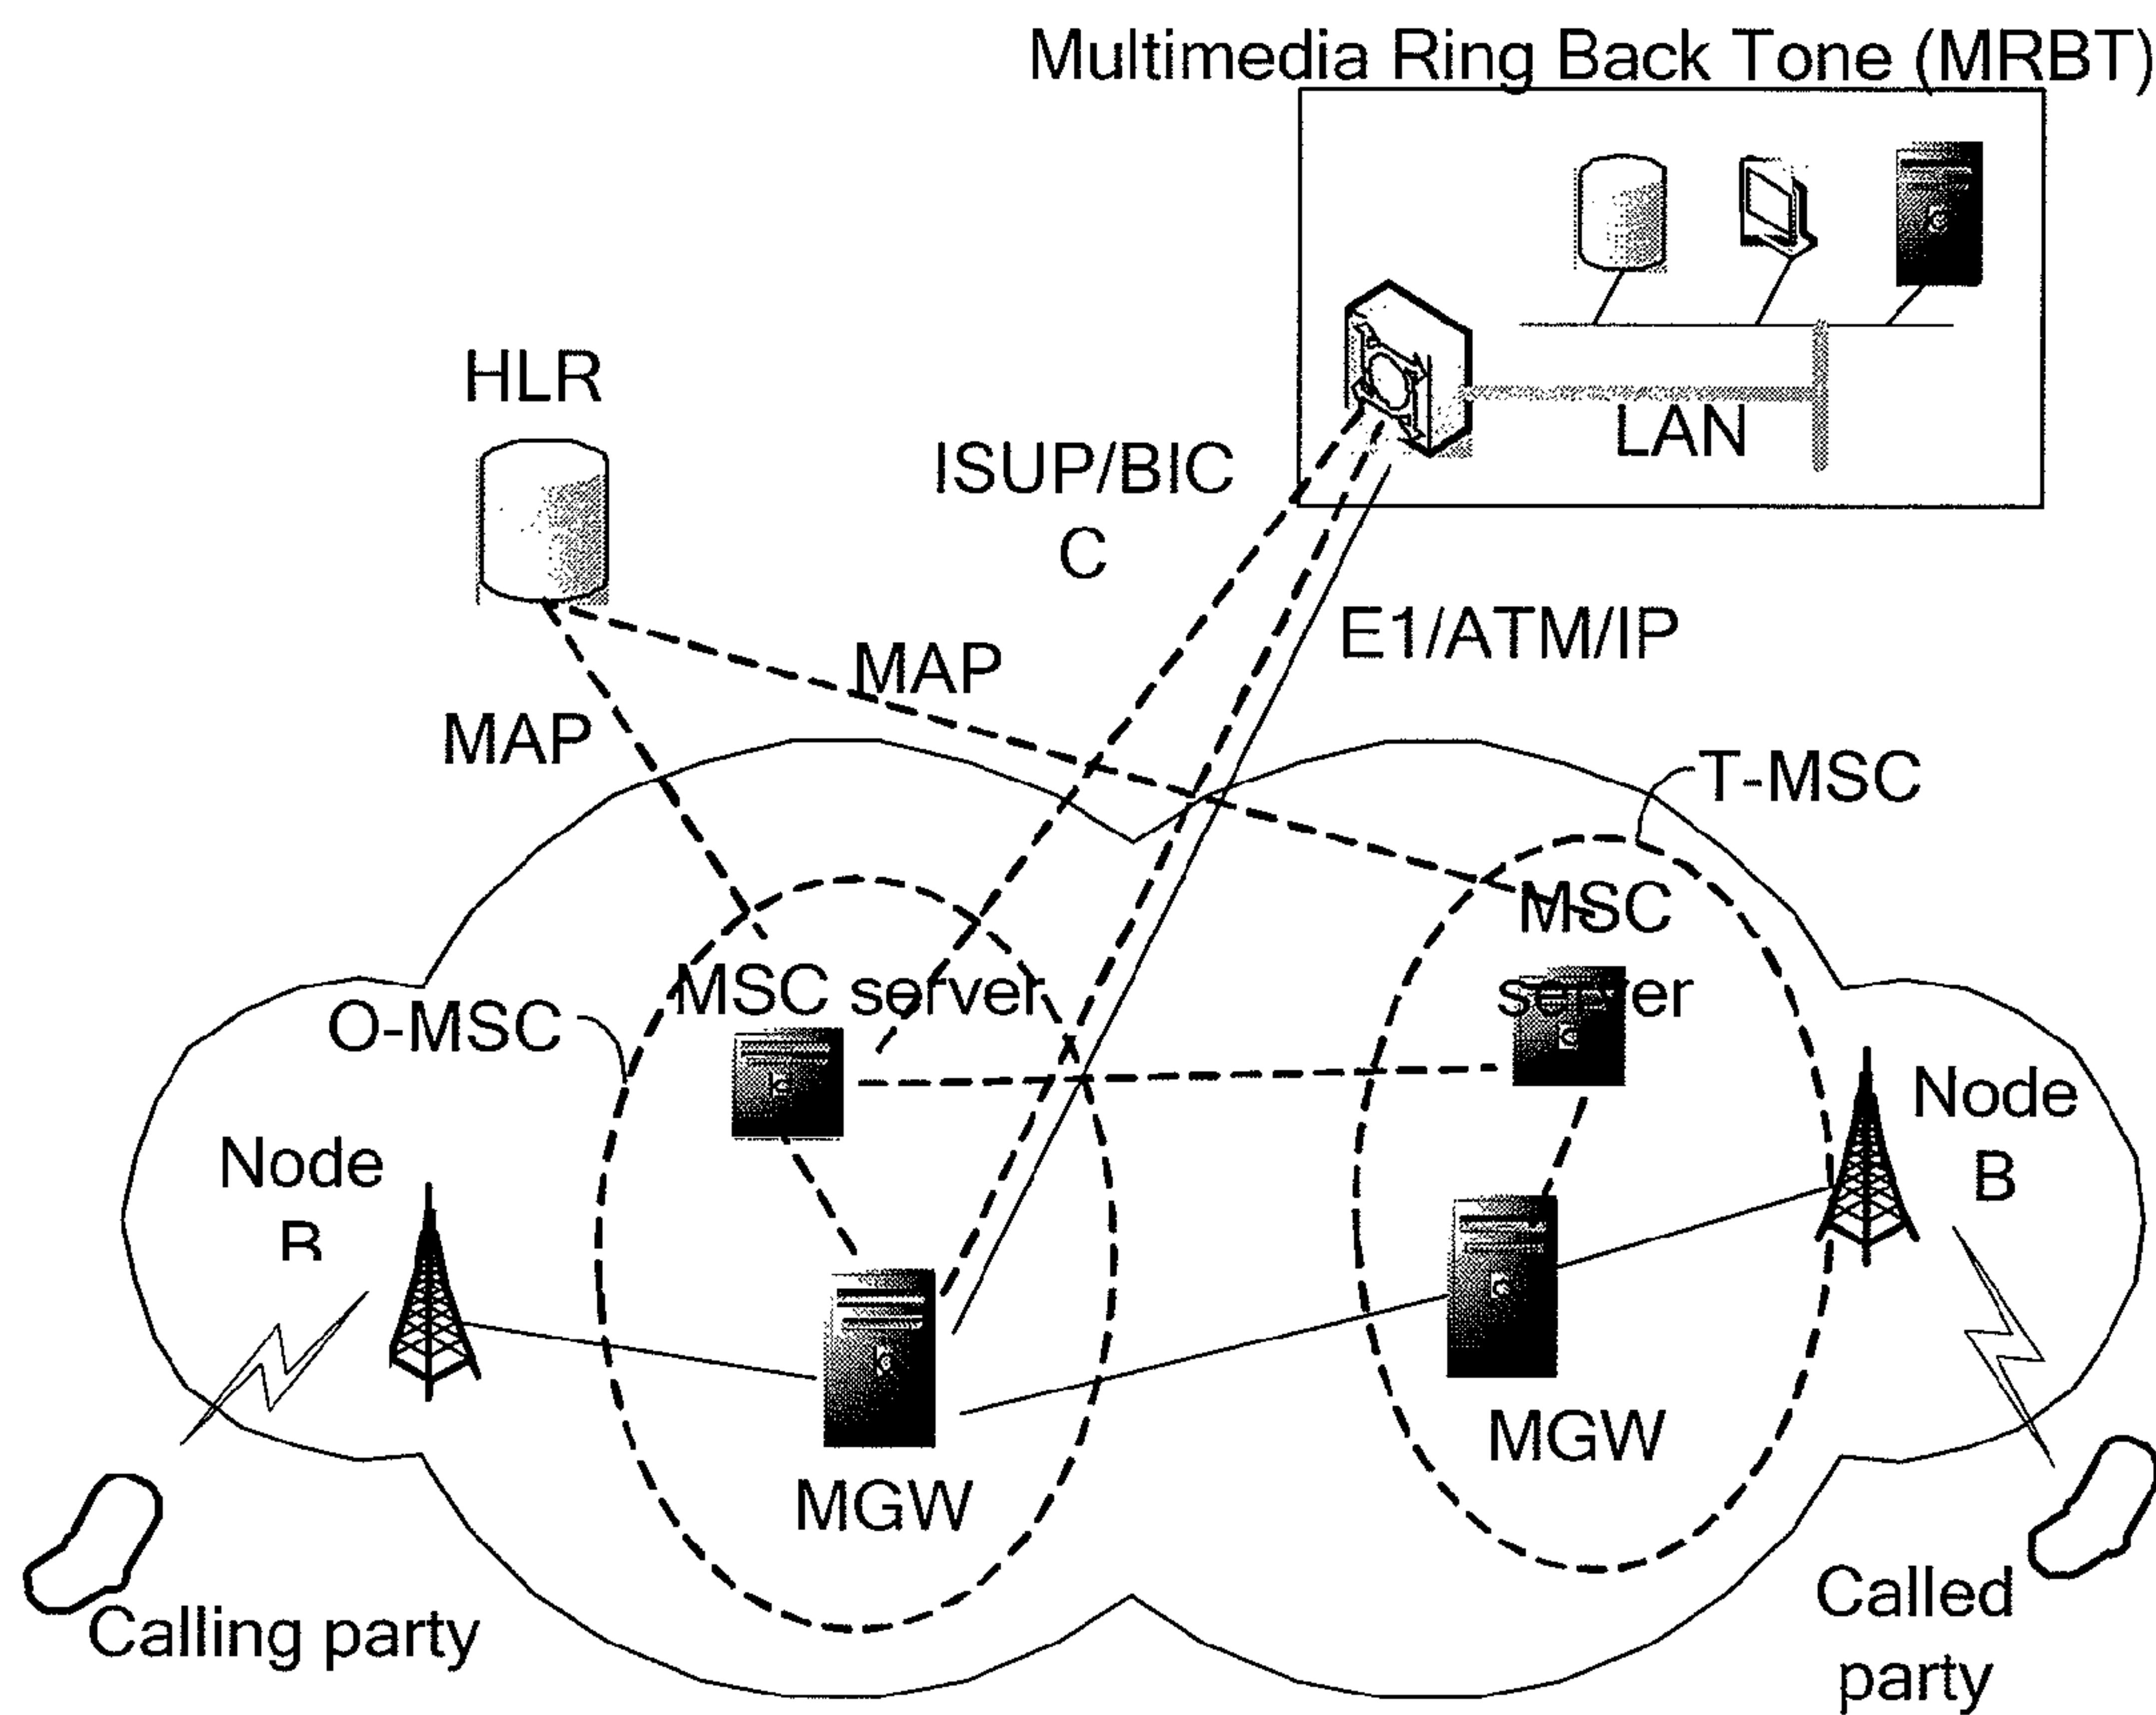 Multimedia Ring Back Tone (MRBT)
LAN
HLR
ISUP/BIC
C
E1/ATM/IP
MAP
MAP
T-MSC
MSC
server
MSC server
O-MSC
Node
B
Node
B
MGW
MGW
Calling party
Called
party